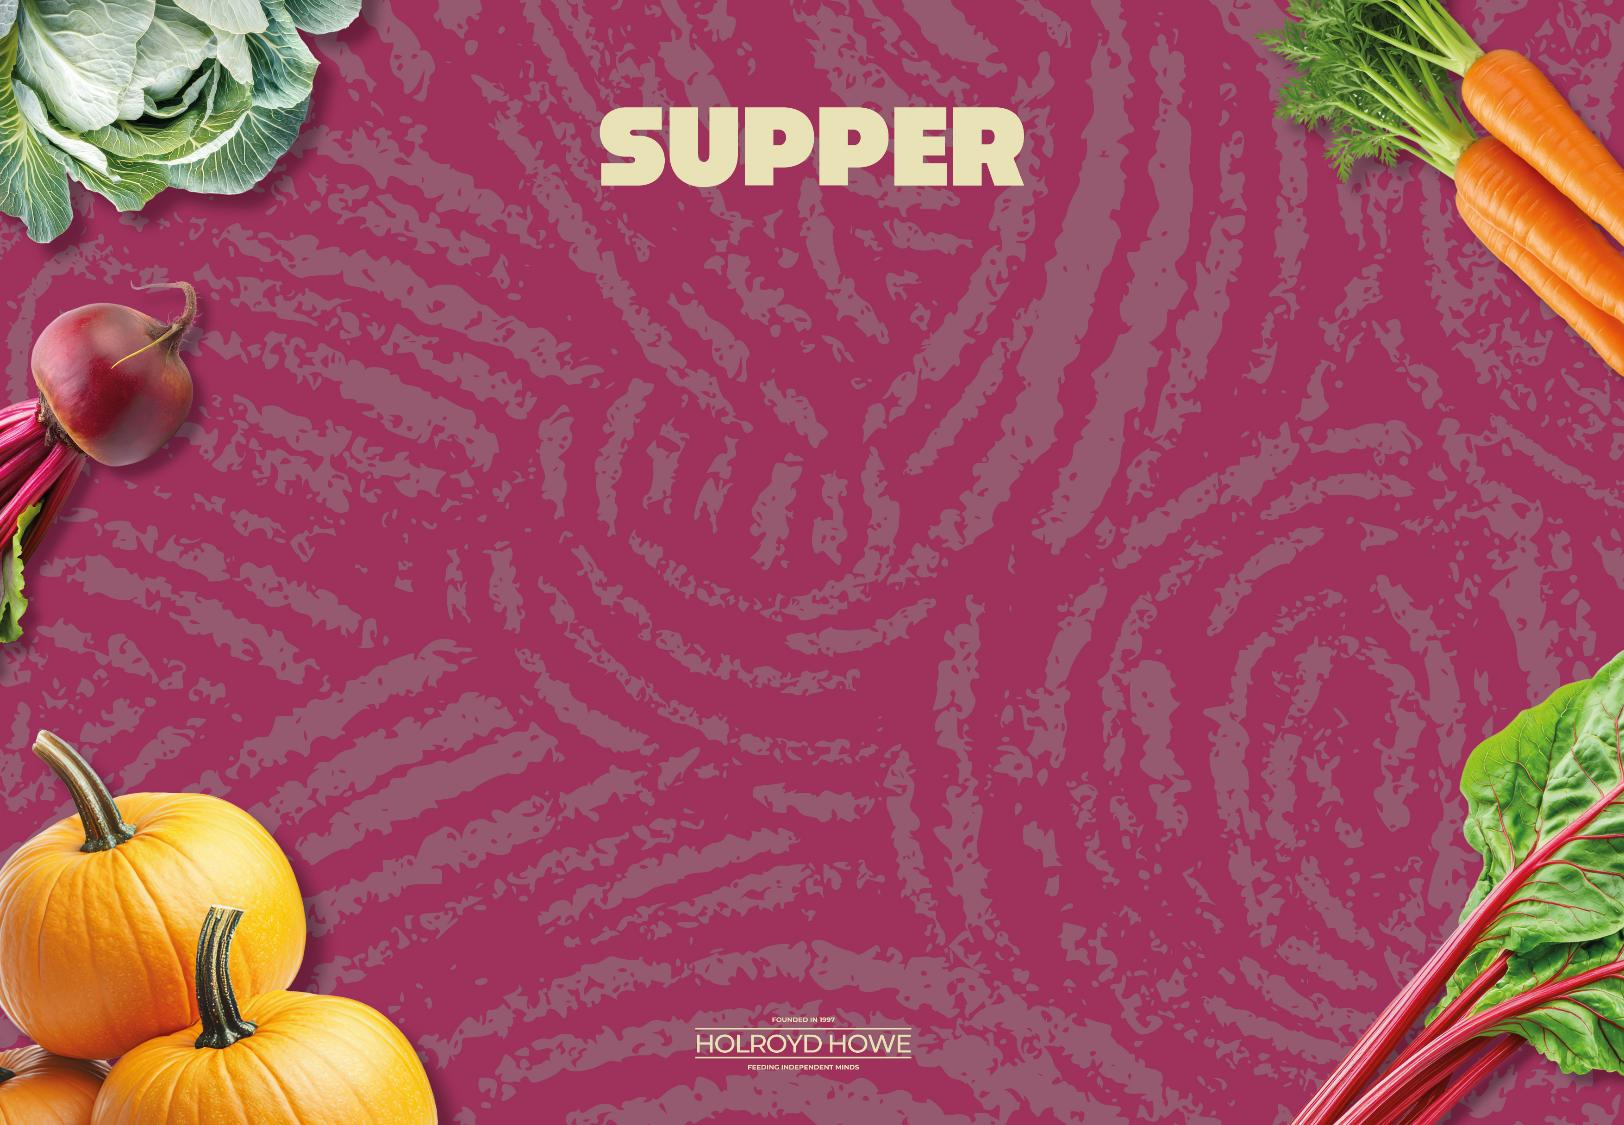 SUPPER
FOUNDED IN 1997
HOLROYD HOWE
FEEDING INDEPENDENT MINDS